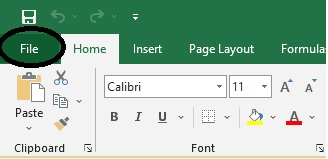 File Home Insert Page Layout Formulas
Calibri 11 A A
Paste B I U A
Clipboard Font